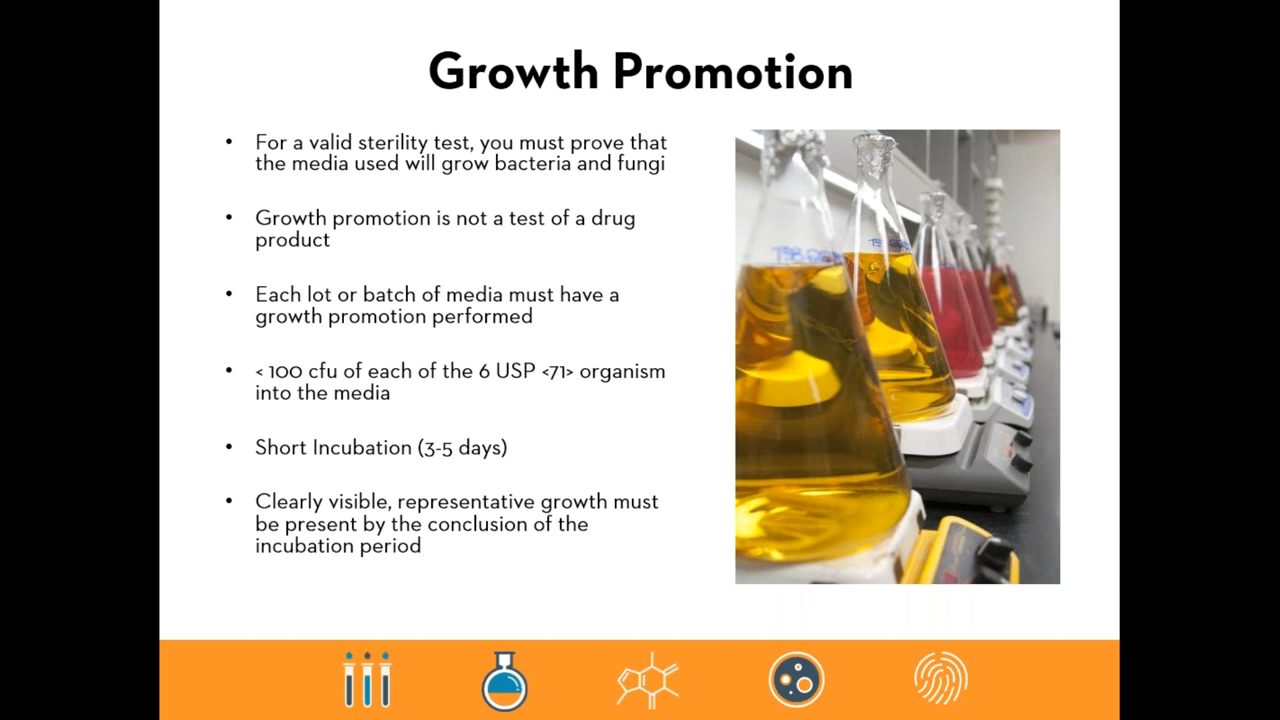 Growth Promotion
• For a valid sterility test, you must prove that
the media used will grow bacteria and fungi
• Growth promotion is not a test of a drug
product
• Each lot or batch of media must have a
growth promotion performed
• < 100 cfu of each of the 6 USP <71> organism
into the media
• Short Incubation (3-5 days)
• Clearly visible, representative growth must
be present by the conclusion of the
incubation period